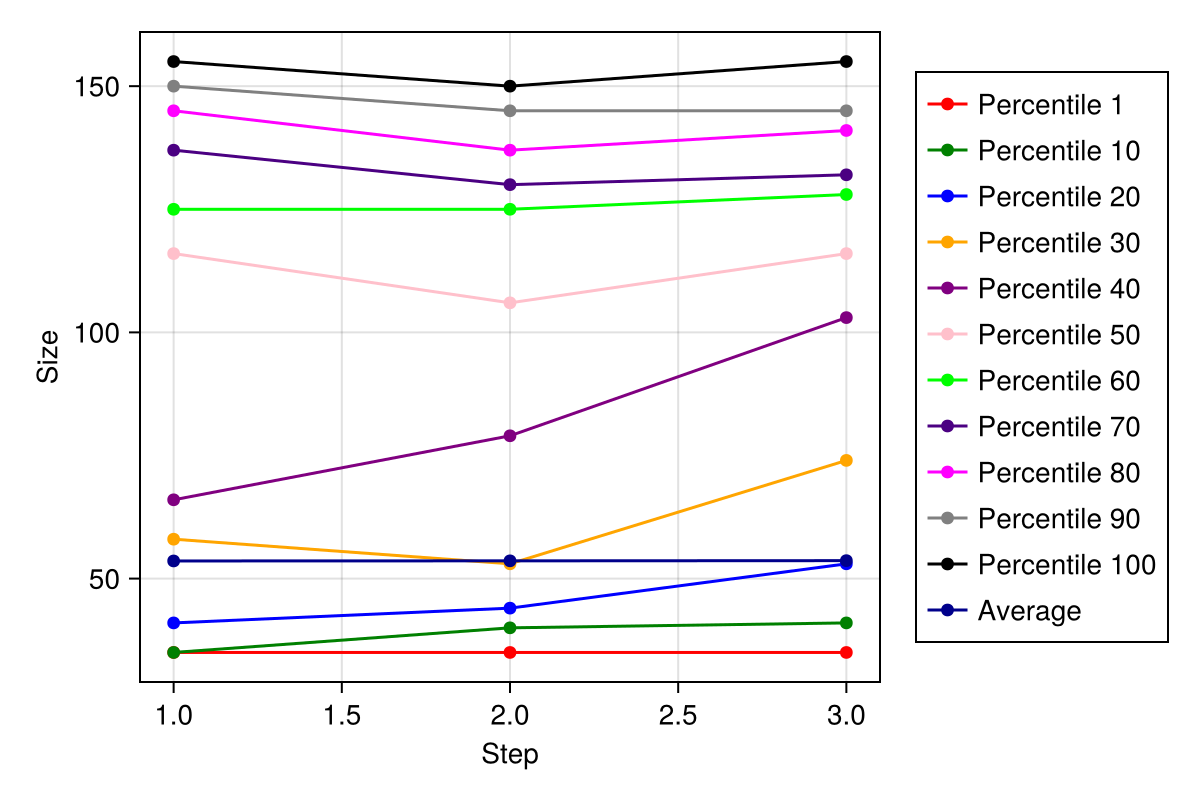 150
100
50
Size
1.0 1.5 2.0 2.5 3.0
Step
Percentile 1
Percentile 10
Percentile 20
Percentile 30
Percentile 40
Percentile 50
Percentile 60
Percentile 70
Percentile 80
Percentile 90
Percentile 100
Average